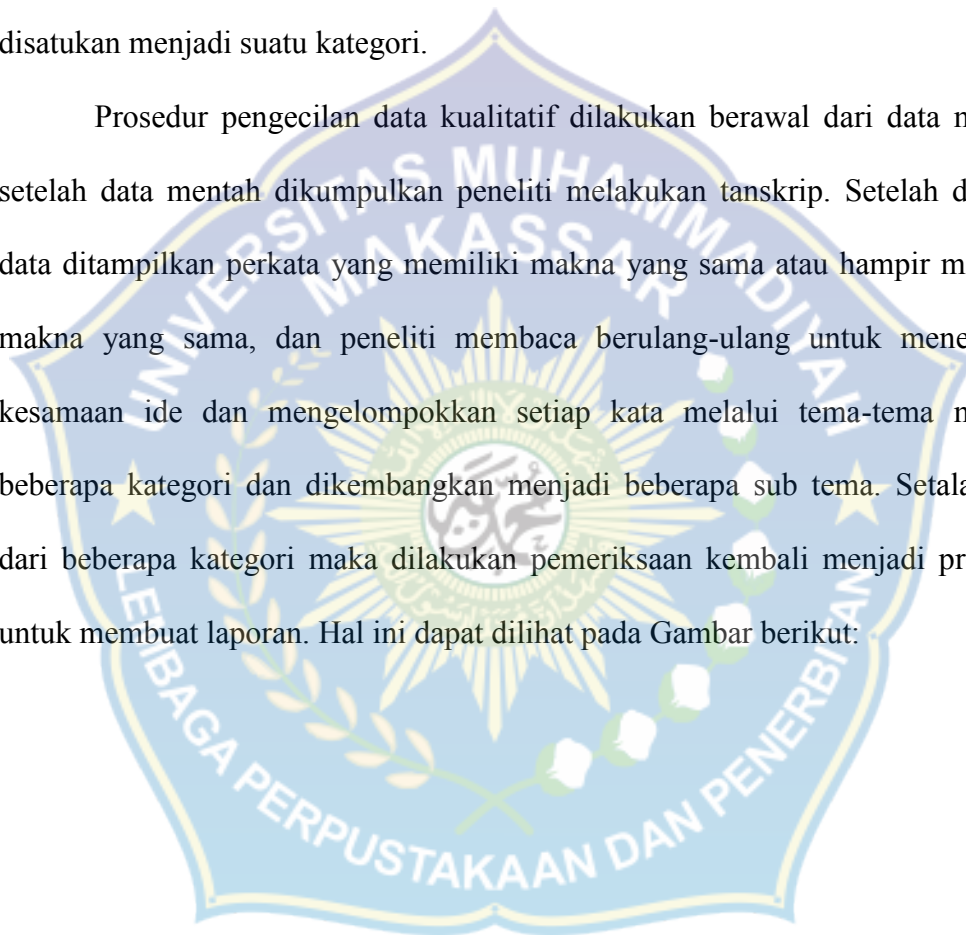 disatukan menjadi suatu kategori.
Prosedur pengecilan data kualitatif dilakukan berawal dari data
setelah data mentah dikumpulkan peneliti melakukan tanskrip. Setelah
data ditampilkan perkata yang memiliki makna yang sama atau hampir
makna yang sama, dan peneliti membaca berulang-ulang untuk
kesamaan ide dan mengelompokkan setiap kata melalui tema-tema
beberapa kategori dan dikembangkan menjadi beberapa sub tema.
dari beberapa kategori maka dilakukan pemeriksaan kembali menjadi
untuk membuat laporan. Hal ini dapat dilihat pada Gambar berikut:
UNIVERSITAS MUHAMMADIYAH
MAKASSAR
LEMBAGA PERPUSTAKAAN DAN PENERBITAN